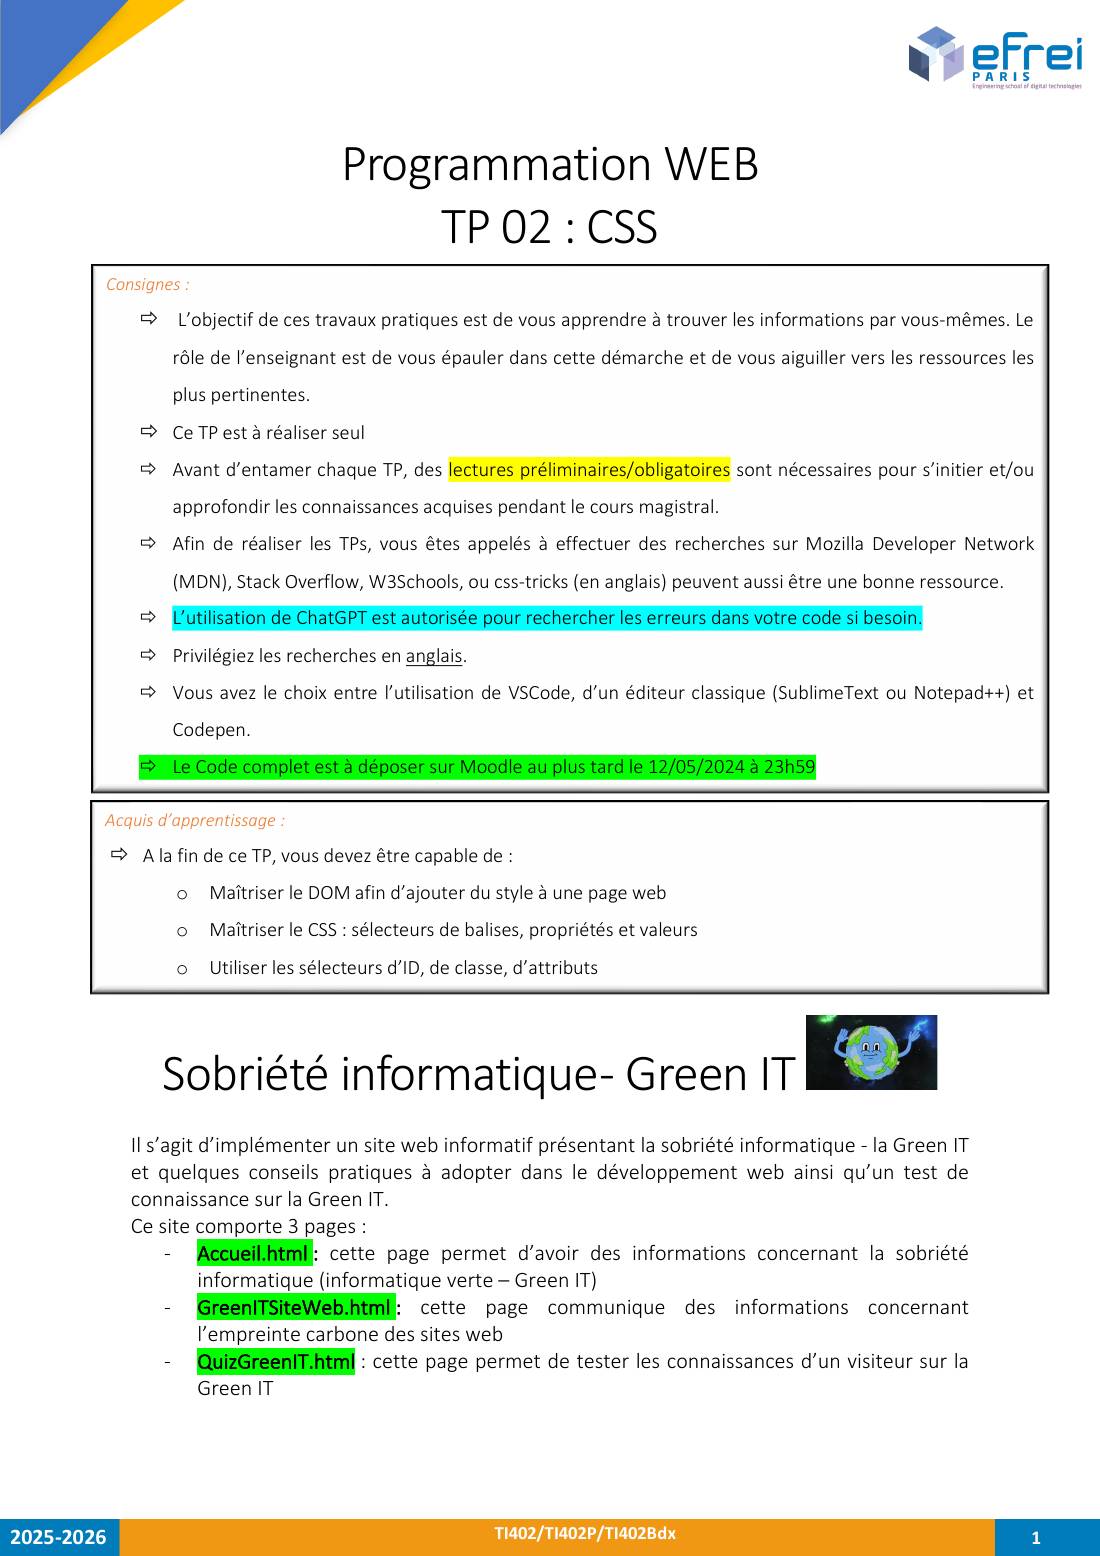 efrei
PARIS
Engineering school of digital technologies
Programmation WEB
TP 02 : CSS
Consignes :
⇨ L’objectif de ces travaux pratiques est de vous apprendre à trouver les informations par vous-mêmes. Le
rôle de l’enseignant est de vous épauler dans cette démarche et de vous aiguiller vers les ressources les
plus pertinentes.
⇨ Ce TP est à réaliser seul
⇨ Avant d’entamer chaque TP, des lectures préliminaires/obligatoires sont nécessaires pour s’initier et/ou
approfondir les connaissances acquises pendant le cours magistral.
⇨ Afin de réaliser les TPs, vous êtes appelés à effectuer des recherches sur Mozilla Developer Network
(MDN), Stack Overflow, W3Schools, ou css-tricks (en anglais) peuvent aussi être une bonne ressource.
⇨ L’utilisation de ChatGPT est autorisée pour rechercher les erreurs dans votre code si besoin.
⇨ Privilégiez les recherches en anglais.
⇨ Vous avez le choix entre l’utilisation de VSCode, d’un éditeur classique (SublimeText ou Notepad++) et
Codepen.
⇨ Le Code complet est à déposer sur Moodle au plus tard le 12/05/2024 à 23h59
Acquis d’apprentissage :
⇨ A la fin de ce TP, vous devez être capable de :
o Maîtriser le DOM afin d’ajouter du style à une page web
o Maîtriser le CSS : sélecteurs de balises, propriétés et valeurs
o Utiliser les sélecteurs d’ID, de classe, d’attributs
Sobriété informatique- Green IT
Il s’agit d’implémenter un site web informatif présentant la sobriété informatique - la Green IT
et quelques conseils pratiques à adopter dans le développement web ainsi qu’un test de
connaissance sur la Green IT.
Ce site comporte 3 pages :
- Accueil.html : cette page permet d’avoir des informations concernant la sobriété
informatique (informatique verte – Green IT)
- GreenITSiteWeb.html : cette page communique des informations concernant
l’empreinte carbone des sites web
- QuizGreenIT.html : cette page permet de tester les connaissances d’un visiteur sur la
Green IT
2025-2026
TI402/TI402P/TI402Bdx
1